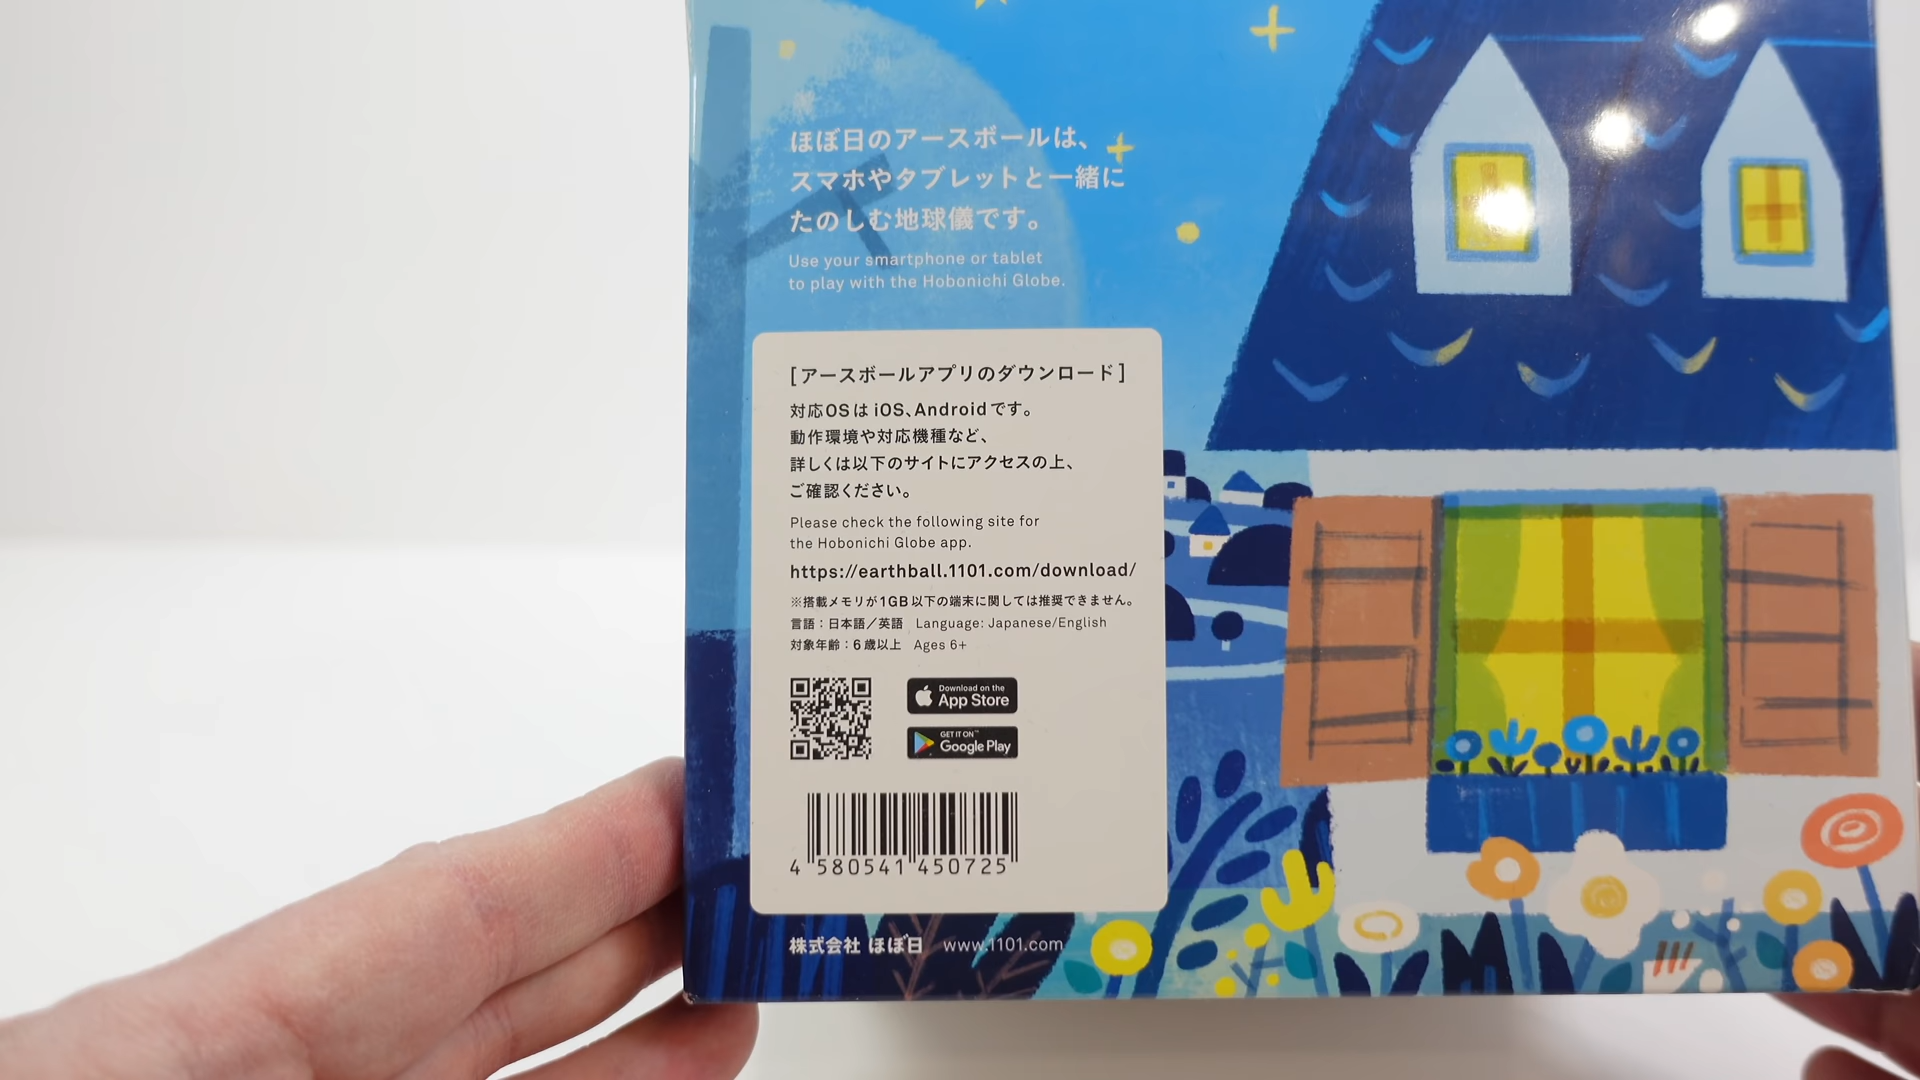 ほぼ日のアースボールは、
スマホやタブレットと一緒に
たのしむ地球儀です。
Use your smartphone or tablet
to play with the Hobonichi Globe.
[アースボールアプリのダウンロード]
対応OSは iOS、Androidです。
動作環境や対応機種など、
詳しくは以下のサイトにアクセスの上、
ご確認ください。
Please check the following site for
the Hobonichi Globe app.
https://earthball.1101.com/download/
※搭載メモリが1GB以下の端末に関しては推奨できません。
言語：日本語／英語 Language: Japanese/English
対象年齢：6歳以上 Ages 6+
Download on the
App Store
GET IT ON
Google Play
4 580541 450725
株式会社 ほぼ日 www.1101.com